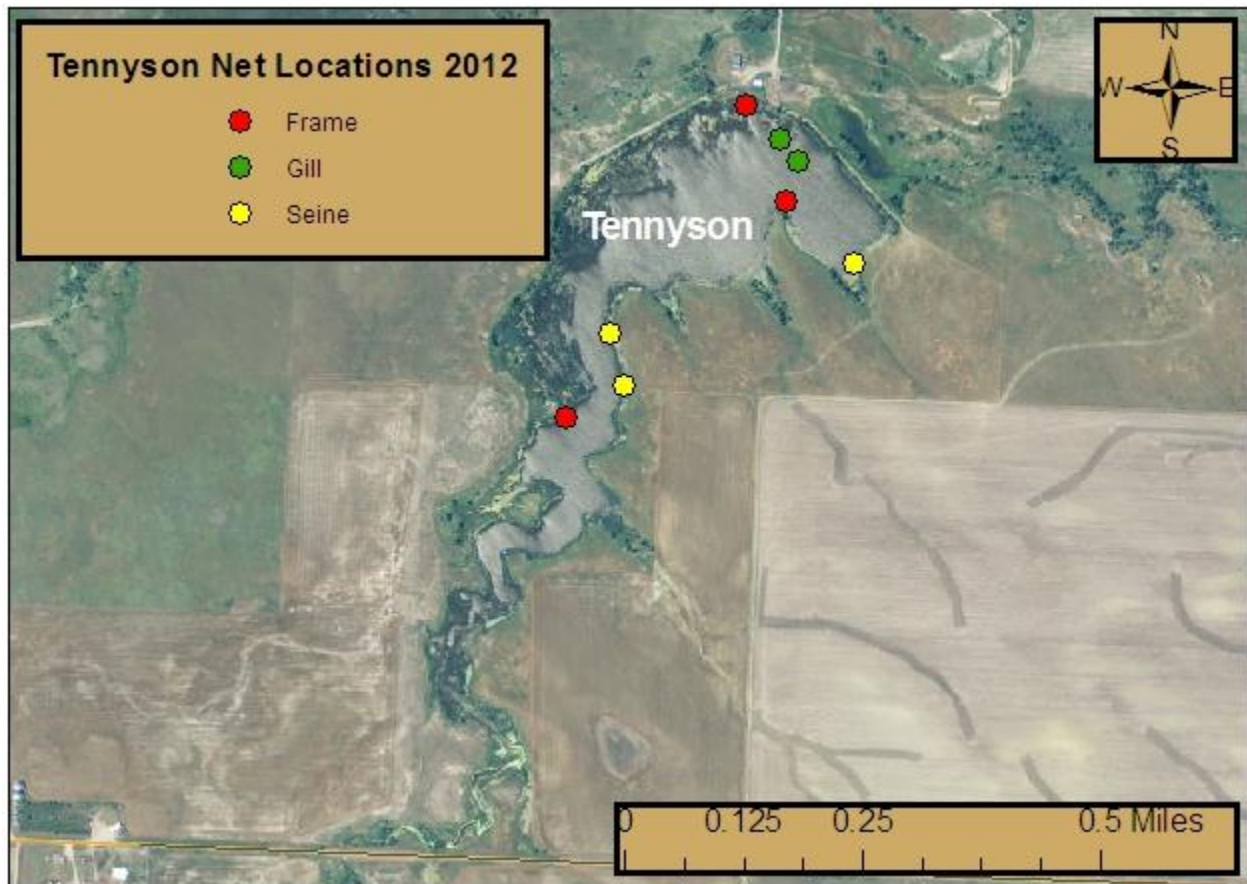 Tennyson Net Locations 2012
Frame
Gill
Seine
N
W E
S
Tennyson
0 0.125 0.25 0.5 Miles